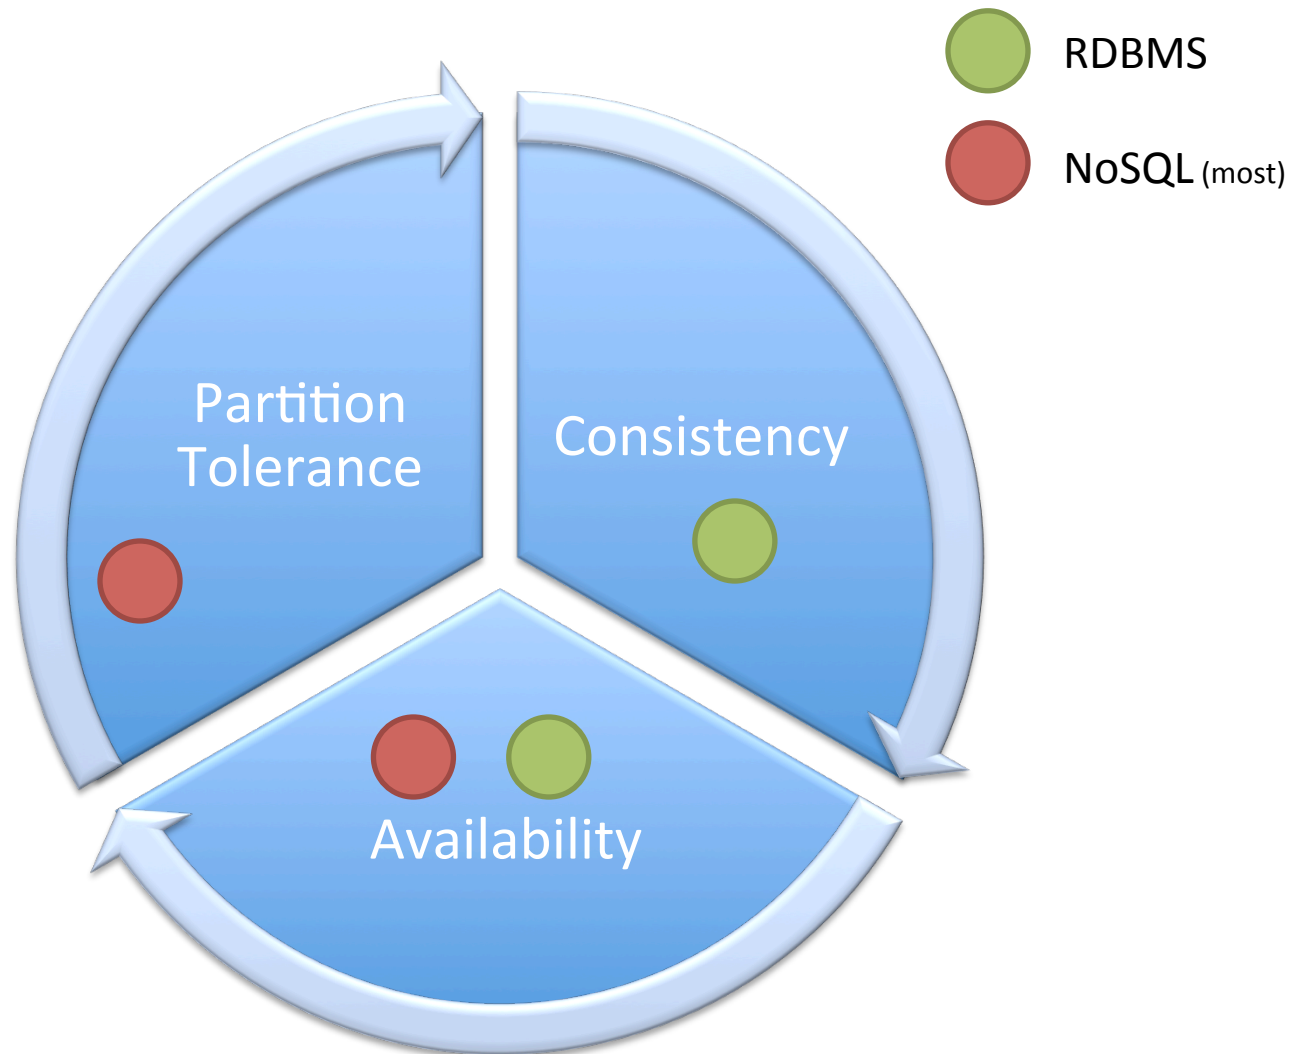 RDBMS
NoSQL (most)
Partition
Tolerance
Consistency
Availability